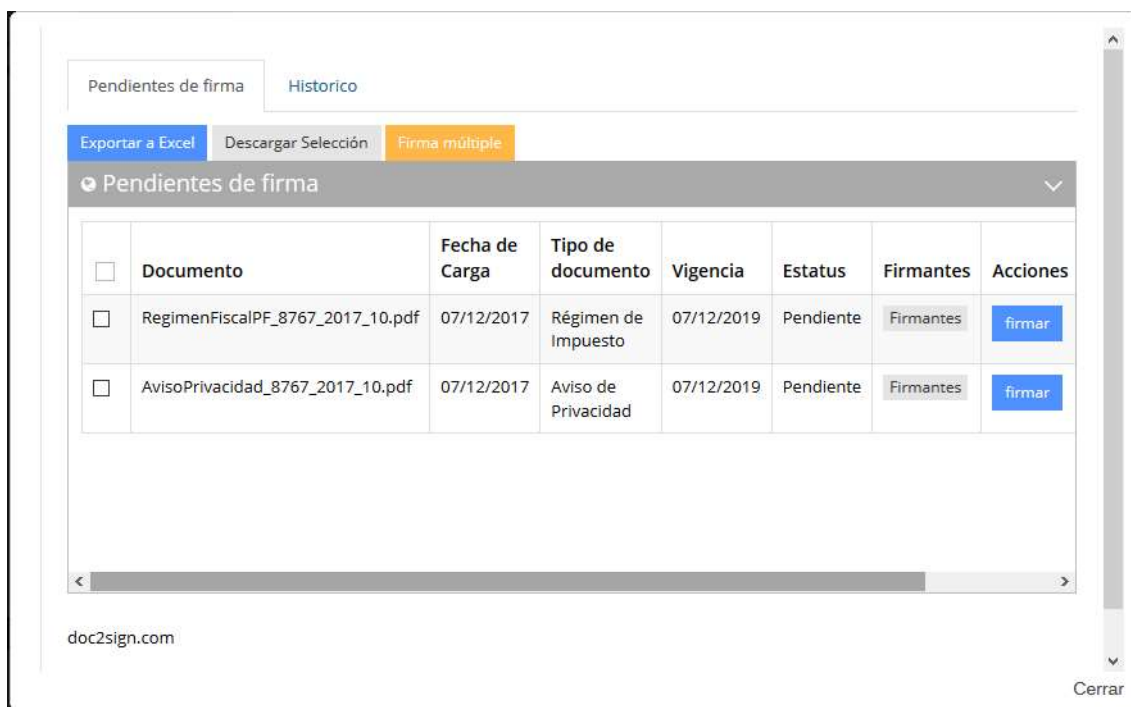 Pendientes de firma Historico
Exportar a Excel Descargar Selección Firma múltiple
Pendientes de firma
Documento Fecha de Carga Tipo de documento Vigencia Estatus Firmantes Acciones
RegimenFiscalPF_8767_2017_10.pdf 07/12/2017 Régimen de Impuesto 07/12/2019 Pendiente Firmantes firmar
AvisoPrivacidad_8767_2017_10.pdf 07/12/2017 Aviso de Privacidad 07/12/2019 Pendiente Firmantes firmar
doc2sign.com
Cerrar